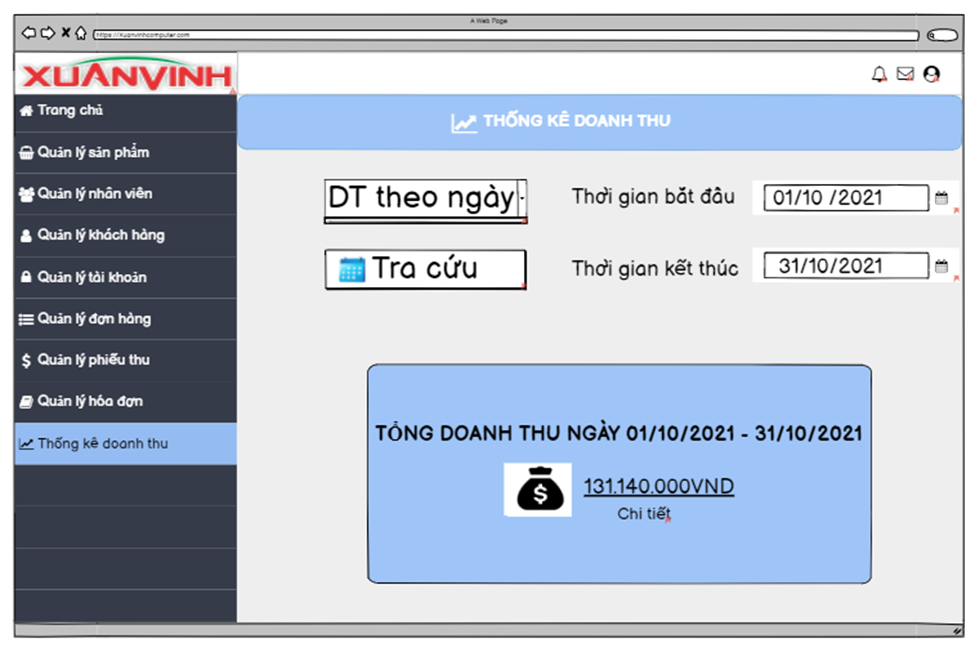 A Web Page
https://xuanvinhcomputer.com
XUÂNVINH
Trang chủ
THỐNG KÊ DOANH THU
Quản lý sản phẩm
Quản lý nhân viên
Quản lý khách hàng
Quản lý tài khoản
Quản lý đơn hàng
Quản lý phiếu thu
Quản lý hóa đơn
Thống kê doanh thu
DT theo ngày
Thời gian bắt đầu
01/10 /2021
Tra cứu
Thời gian kết thúc
31/10/2021
TỔNG DOANH THU NGÀY 01/10/2021 - 31/10/2021
131.140.000VND
Chi tiết